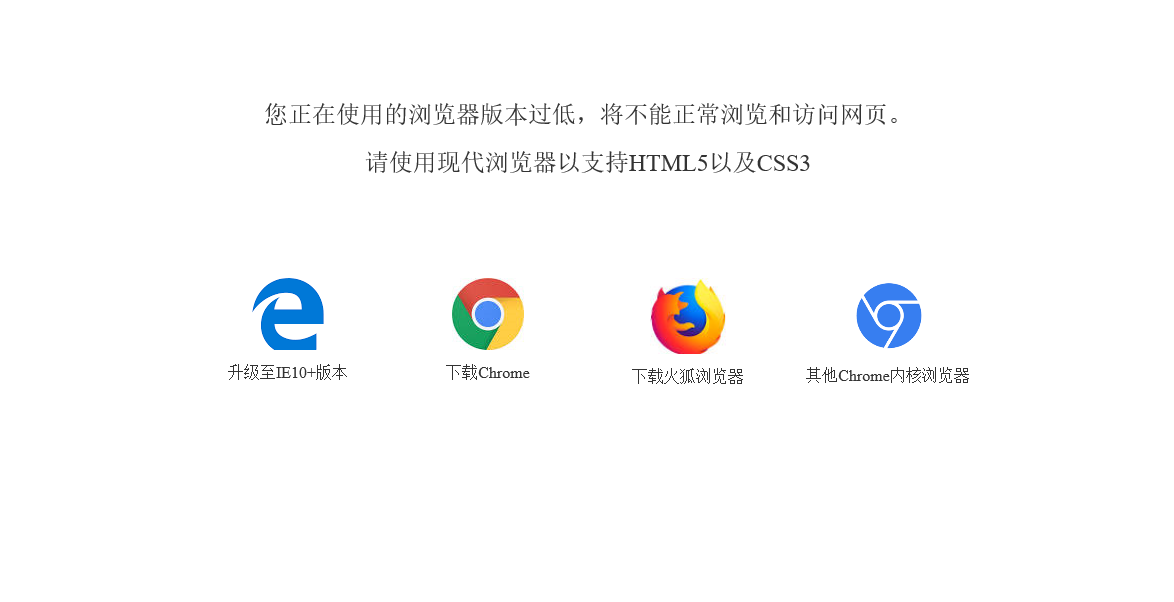 您正在使用的浏览器版本过低，将不能正常浏览和访问网页。
请使用现代浏览器以支持HTML5以及CSS3
升级至IE10+版本
下载Chrome
下载火狐浏览器
其他Chrome内核浏览器